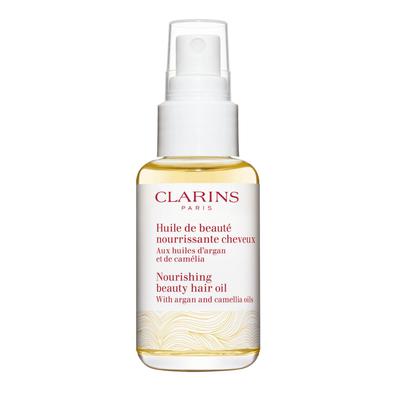 CLARINS
PARIS
Huile de beauté
nourrissante cheveux
Aux huiles d'argan
et de camélia
Nourishing
beauty hair oil
With argan and camellia oils